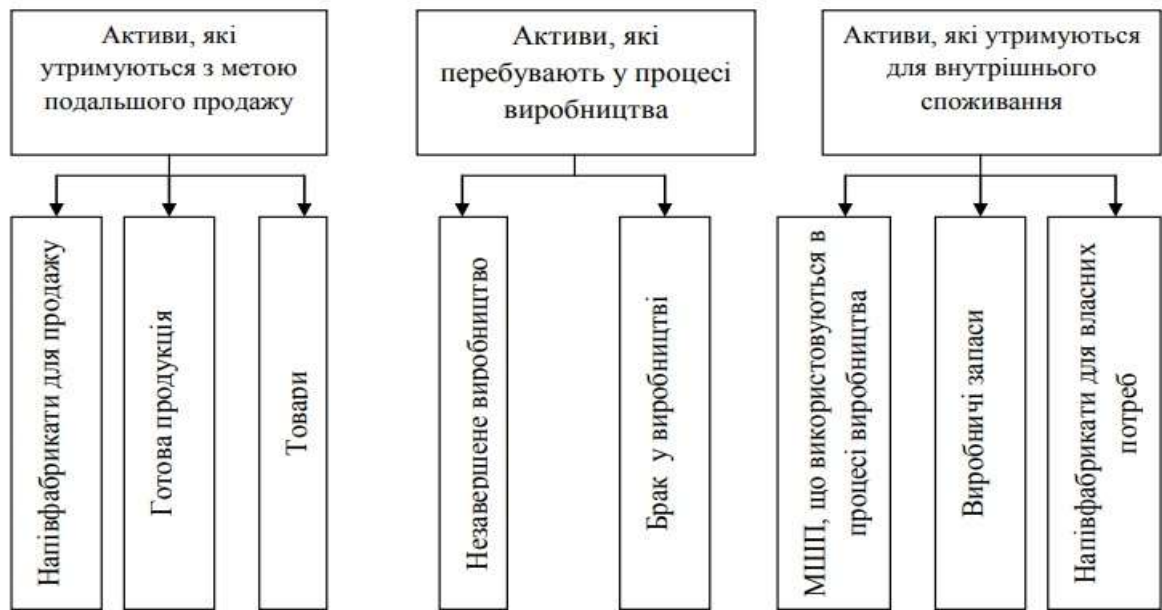 Активи, які
утримуються з метою
подальшого продажу
Активи, які
перебувають у процесі
виробництва
Активи, які утримуються
для внутрішнього
споживання
Напівфабрикати для продажу
Готова продукція
Товари
Незавершене виробництво
Брак у виробництві
МШП, що використовуються в
процесі виробництва
Виробничі запаси
Напівфабрикати для власних
потреб